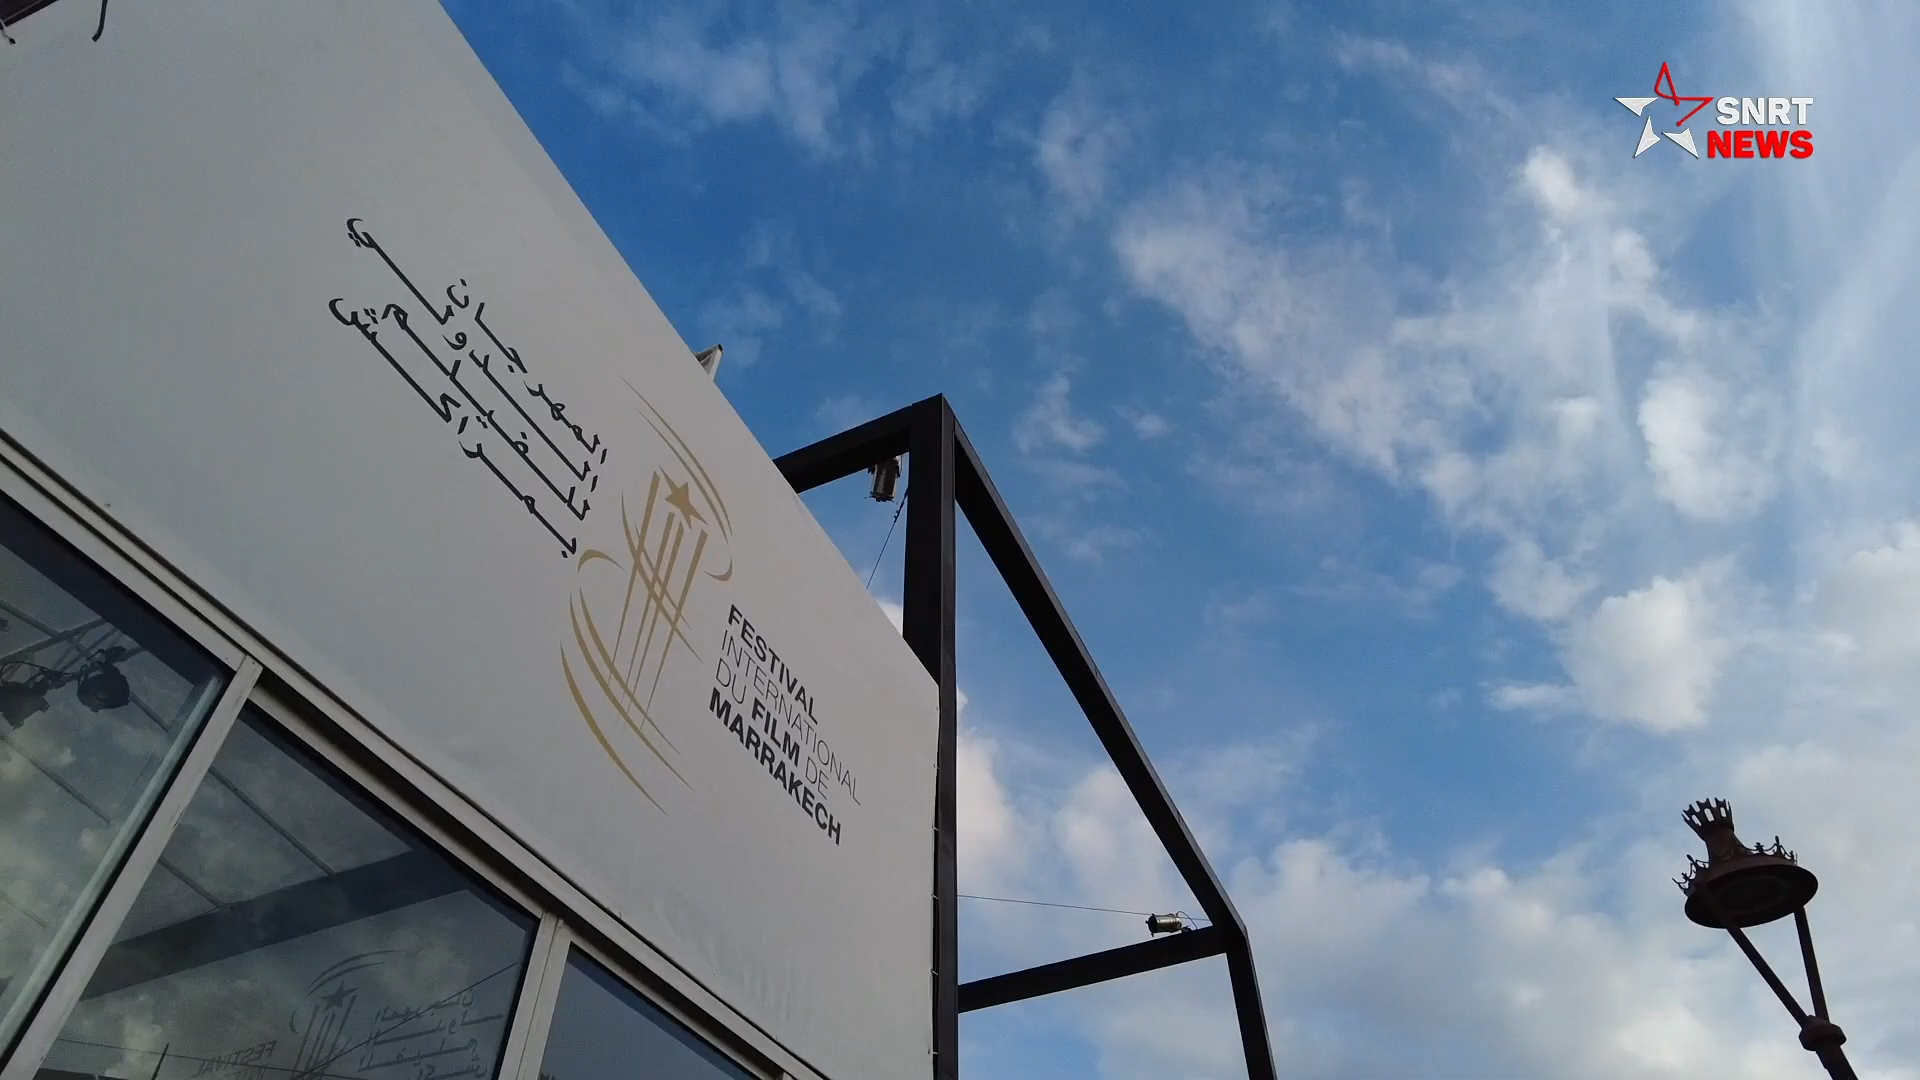 SNRT
NEWS
المهرجان
الدولي
للفيلم
بمراكش
FESTIVAL
INTERNATIONAL
DU FILM DE
MARRAKECH